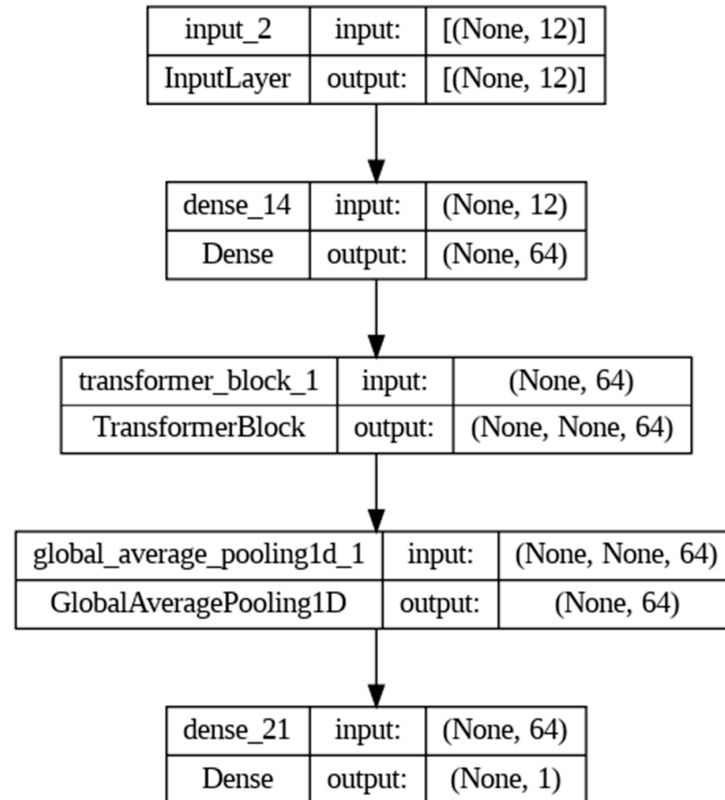 input_2 input: [(None, 12)]
InputLayer output: [(None, 12)]
dense_14 input: (None, 12)
Dense output: (None, 64)
transformer_block_1 input: (None, 64)
TransformerBlock output: (None, None, 64)
global_average_pooling1d_1 input: (None, None, 64)
GlobalAveragePooling1D output: (None, 64)
dense_21 input: (None, 64)
Dense output: (None, 1)